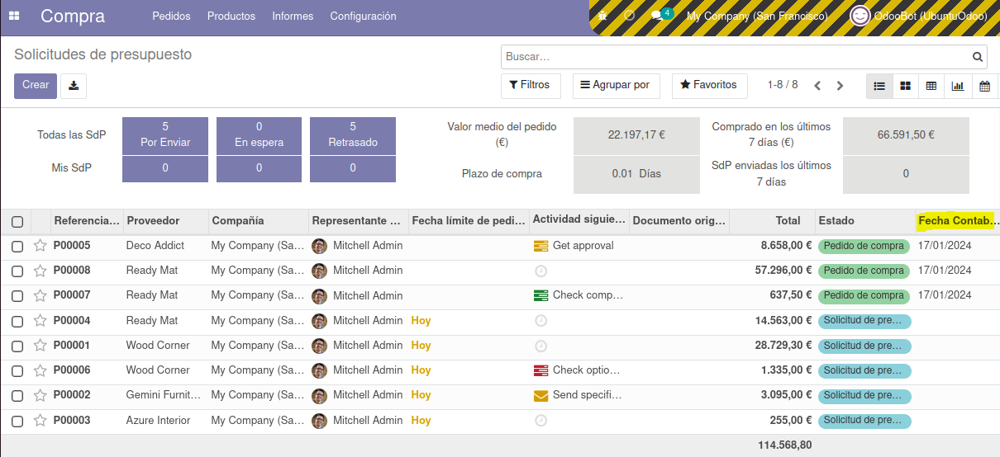 Compra Pedidos Productos Informes Configuración 4 My Company (San Francisco) OdooBot (UbuntuOdoo)
Solicitudes de presupuesto
Buscar...
Crear
Filtros Agrupar por Favoritos 1-8 / 8
Todas las SdP
5
Por Enviar
0
En espera
5
Retrasado
Mis SdP 0 0 0
Valor medio del pedido
(€)
22.197,17 €
Comprado en los últimos
7 días (€)
66.591,50 €
Plazo de compra 0.01 Días
SdP enviadas los últimos
7 días
0
Referencia... Proveedor Compañía Representante ... Fecha límite de pedi... Actividad siguie... Documento orig... Total Estado Fecha Contab...
P00005 Deco Addict My Company (Sa... Mitchell Admin Get approval 8.658,00 € Pedido de compra 17/01/2024
P00008 Ready Mat My Company (Sa... Mitchell Admin 57.296,00 € Pedido de compra 17/01/2024
P00007 Ready Mat My Company (Sa... Mitchell Admin Check comp... 637,50 € Pedido de compra 17/01/2024
P00004 Ready Mat My Company (Sa... Mitchell Admin Hoy 14.563,00 € Solicitud de pre...
P00001 Wood Corner My Company (Sa... Mitchell Admin Hoy 28.729,30 € Solicitud de pre...
P00006 Wood Corner My Company (Sa... Mitchell Admin Hoy Check optio... 1.335,00 € Solicitud de pre...
P00002 Gemini Furnit... My Company (Sa... Mitchell Admin Hoy Send specifi... 3.095,00 € Solicitud de pre...
P00003 Azure Interior My Company (Sa... Mitchell Admin Hoy 255,00 € Solicitud de pre...
114.568,80